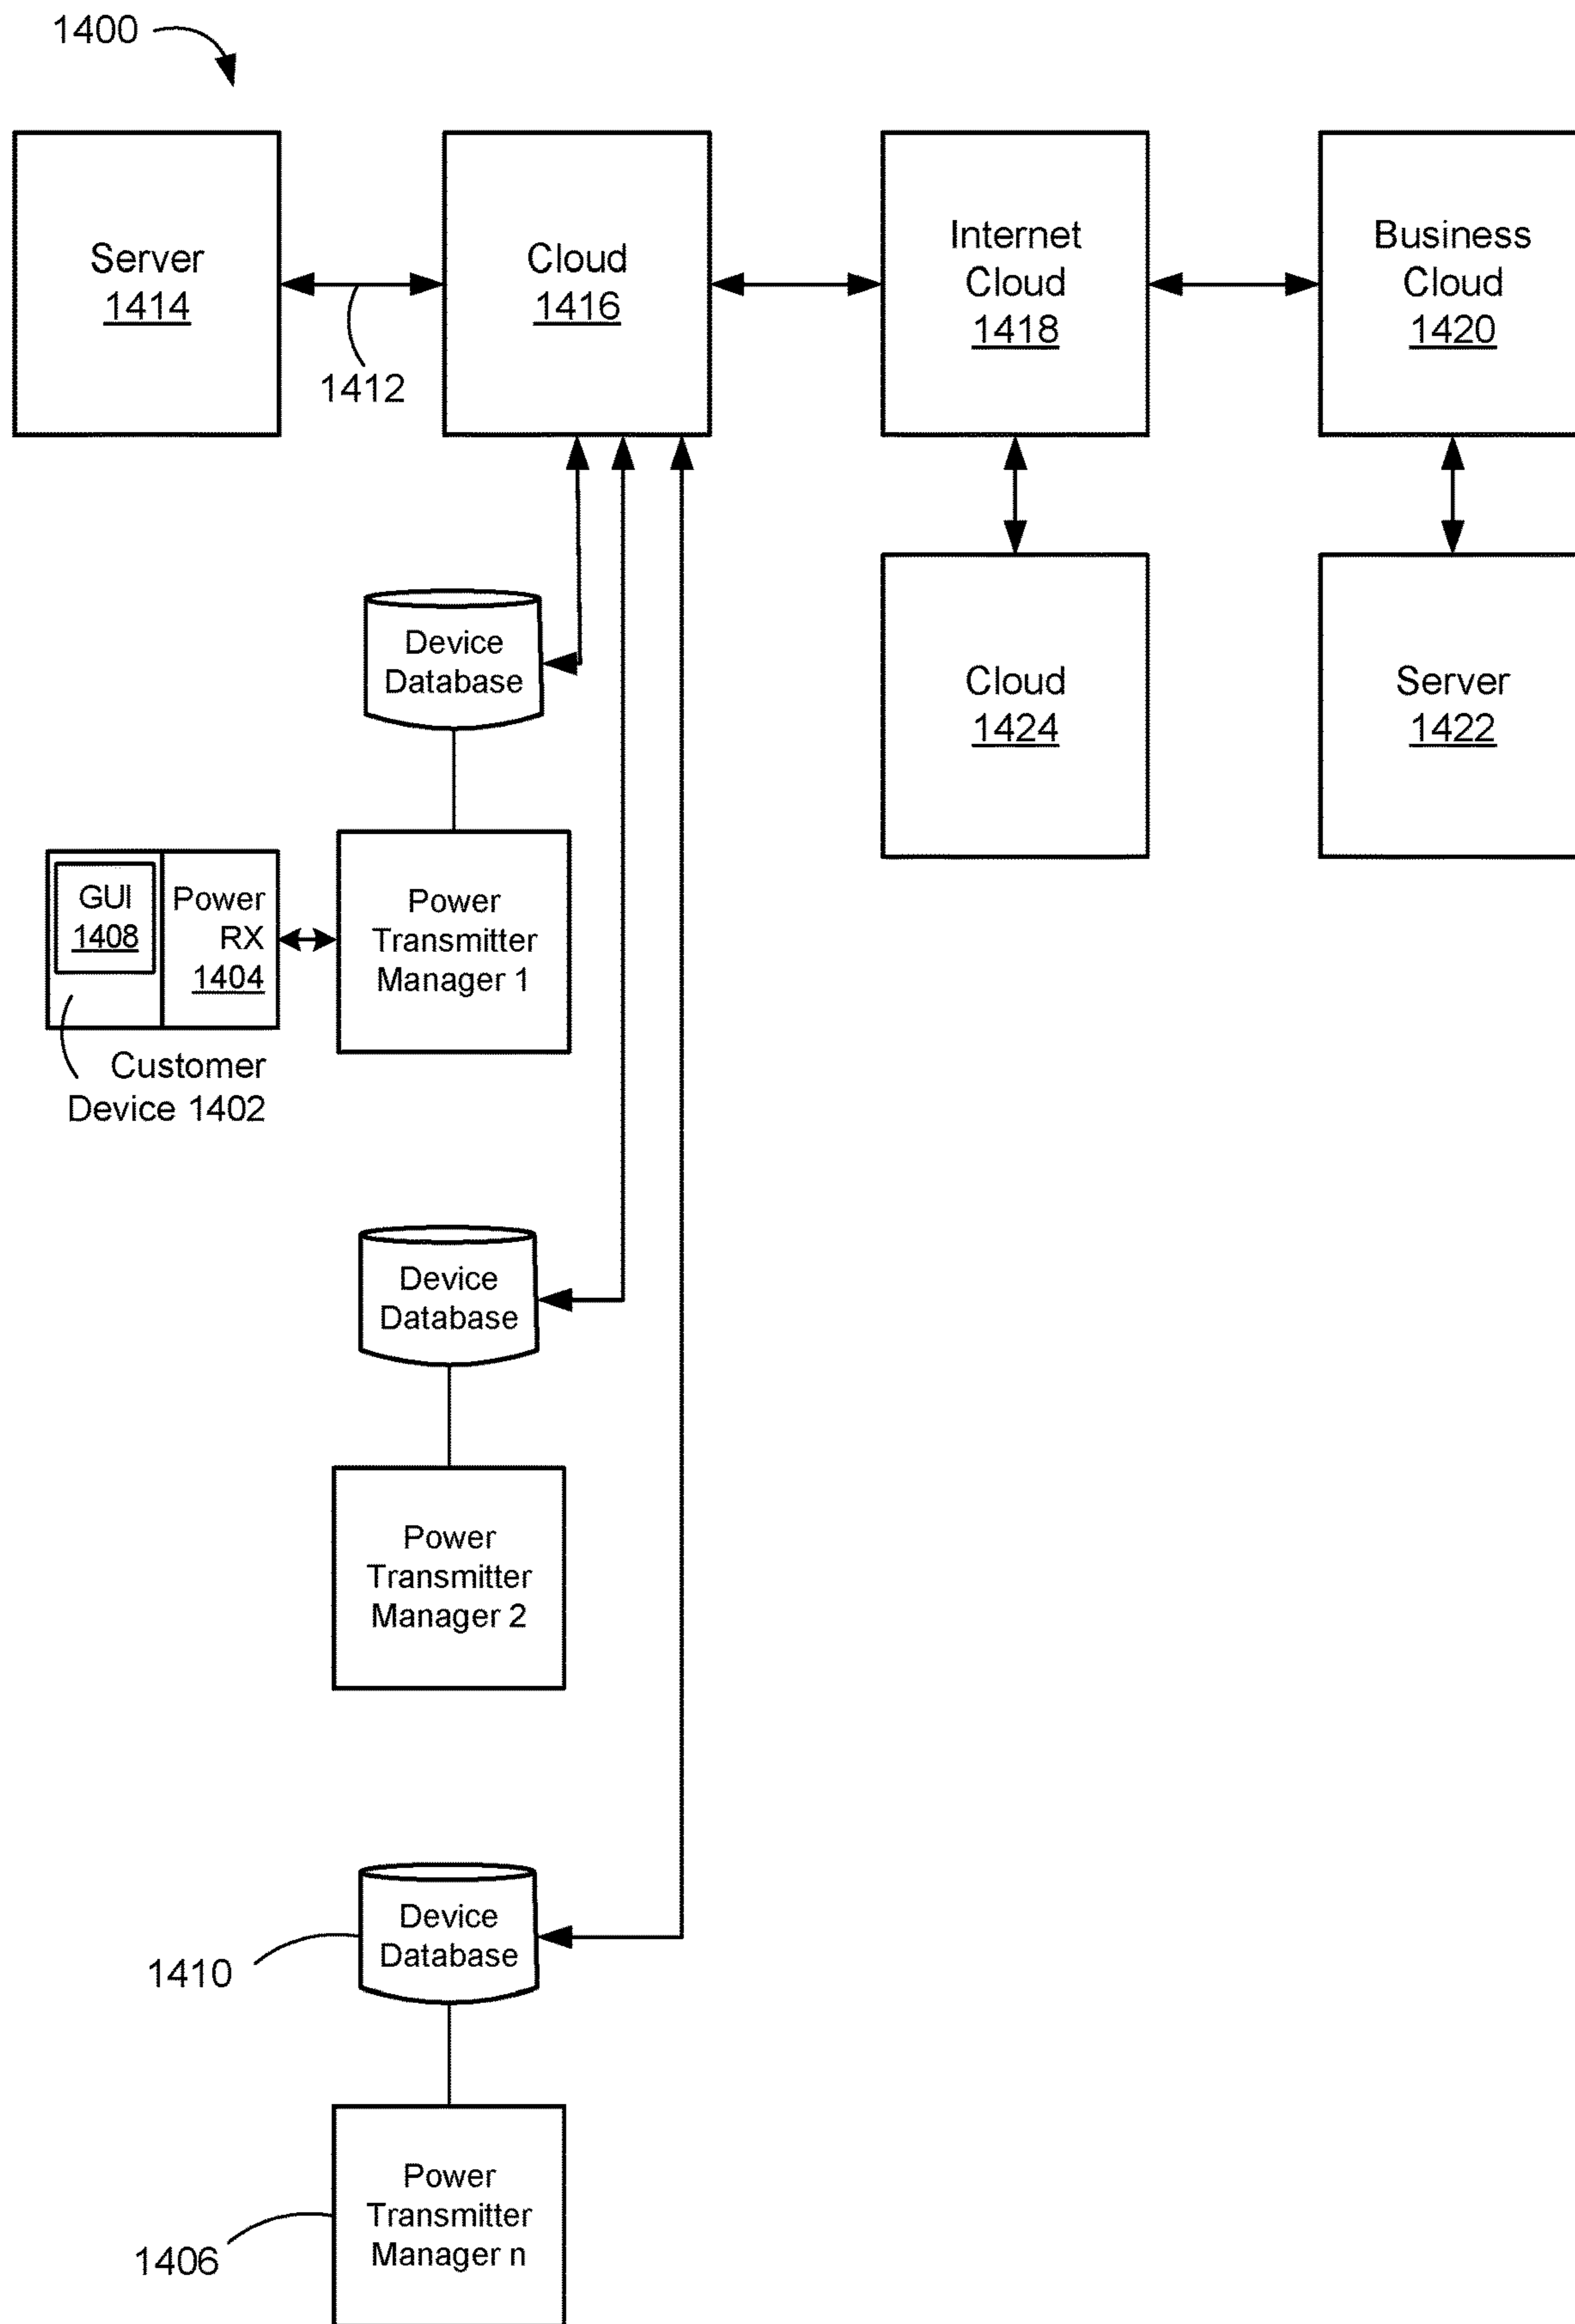 1400
Server
1414
1412
Cloud
1416
Internet
Cloud
1418
Business
Cloud
1420
Device
Database
Cloud
1424
Server
1422
GUI
1408
Power
RX
1404
Power
Transmitter
Manager 1
Customer
Device 1402
Device
Database
Power
Transmitter
Manager 2
Device
Database
1410
Power
Transmitter
Manager n
1406